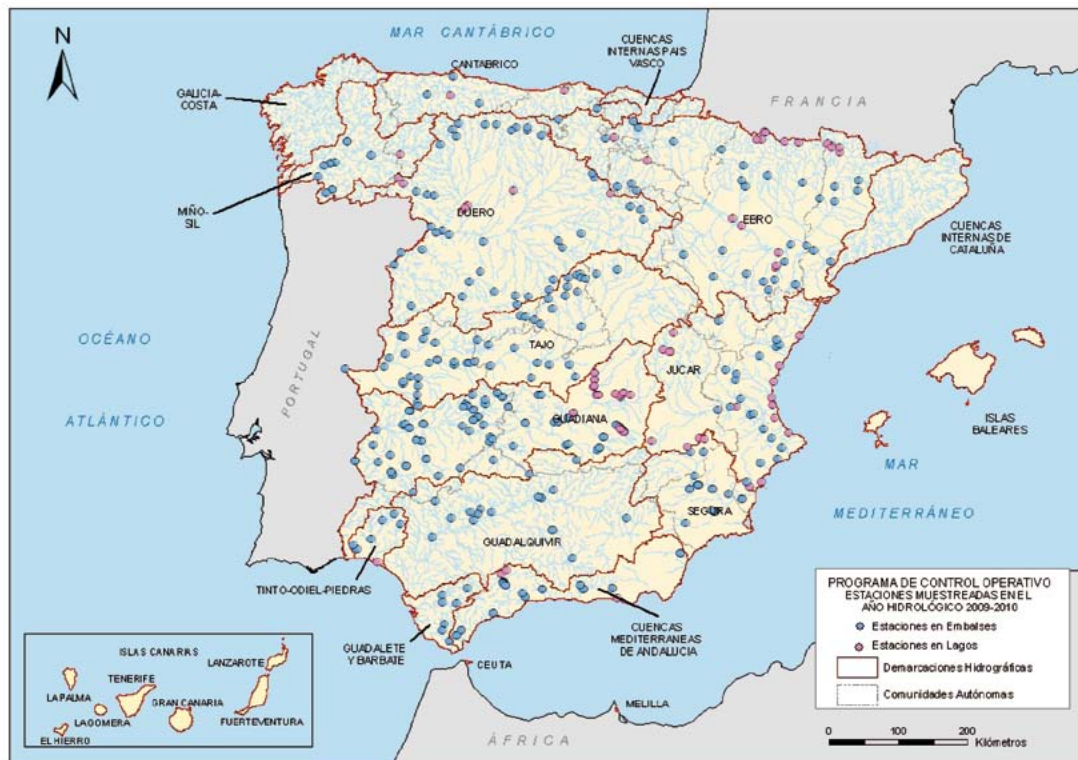 N
MAR CANTÁBRICO
CUENCAS
INTERNAS PAIS
VASCO
CANTABRICO
GALICIA-
COSTA
FRANCIA
MIÑO-
SIL
DUERO
EBRO
CUENCAS
INTERNAS DE
CATALUÑA
OCÉANO
ATLÁNTICO
PORTUGAL
TAJO
JUCAR
GUADIANA
ISLAS
BALEARES
MAR
MEDITERRÁNEO
SEGURA
GUADALQUIVIR
TINTO-ODIEL-PIEDRAS
GUADALETE
Y BARBATE
CUENCAS
MEDITERRANEAS
DE ANDALUCIA
CEUTA
MELILLA
ÁFRICA
ISLAS CANARIAS
LANZAROTE
TENERIFE
LA PALMA
GRAN CANARIA
LAGOMERA
FUERTEVENTURA
EL HIERRO
PROGRAMA DE CONTROL OPERATIVO
ESTACIONES MUESTREADAS EN EL
AÑO HIDROLÓGICO 2009-2010
Estaciones en Embalses
Estaciones en Lagos
Demarcaciones Hidrográficas
Comunidades Autónomas
0 100 200
Kilómetros